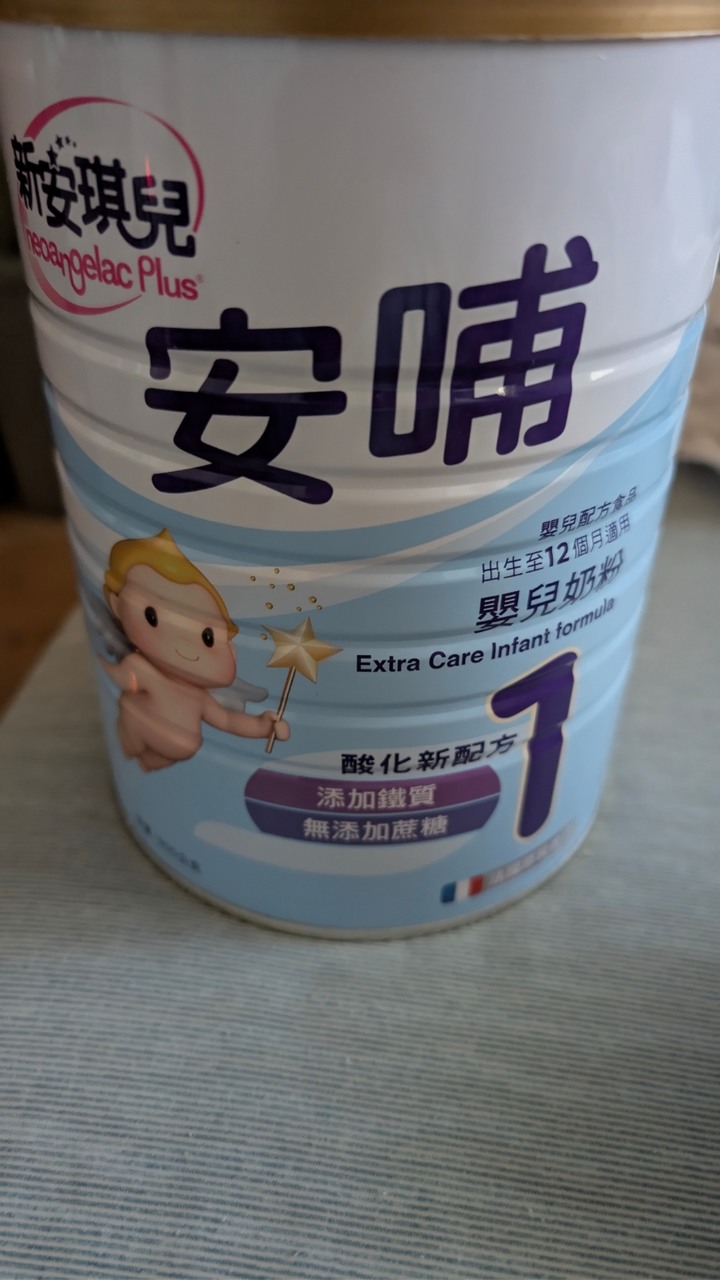 新安琪兒
neoangelac Plus®
安哺
嬰兒配方食品
出生至12個月適用
嬰兒奶粉
Extra Care Infant formula
1
酸化新配方
添加鐵質
無添加蔗糖